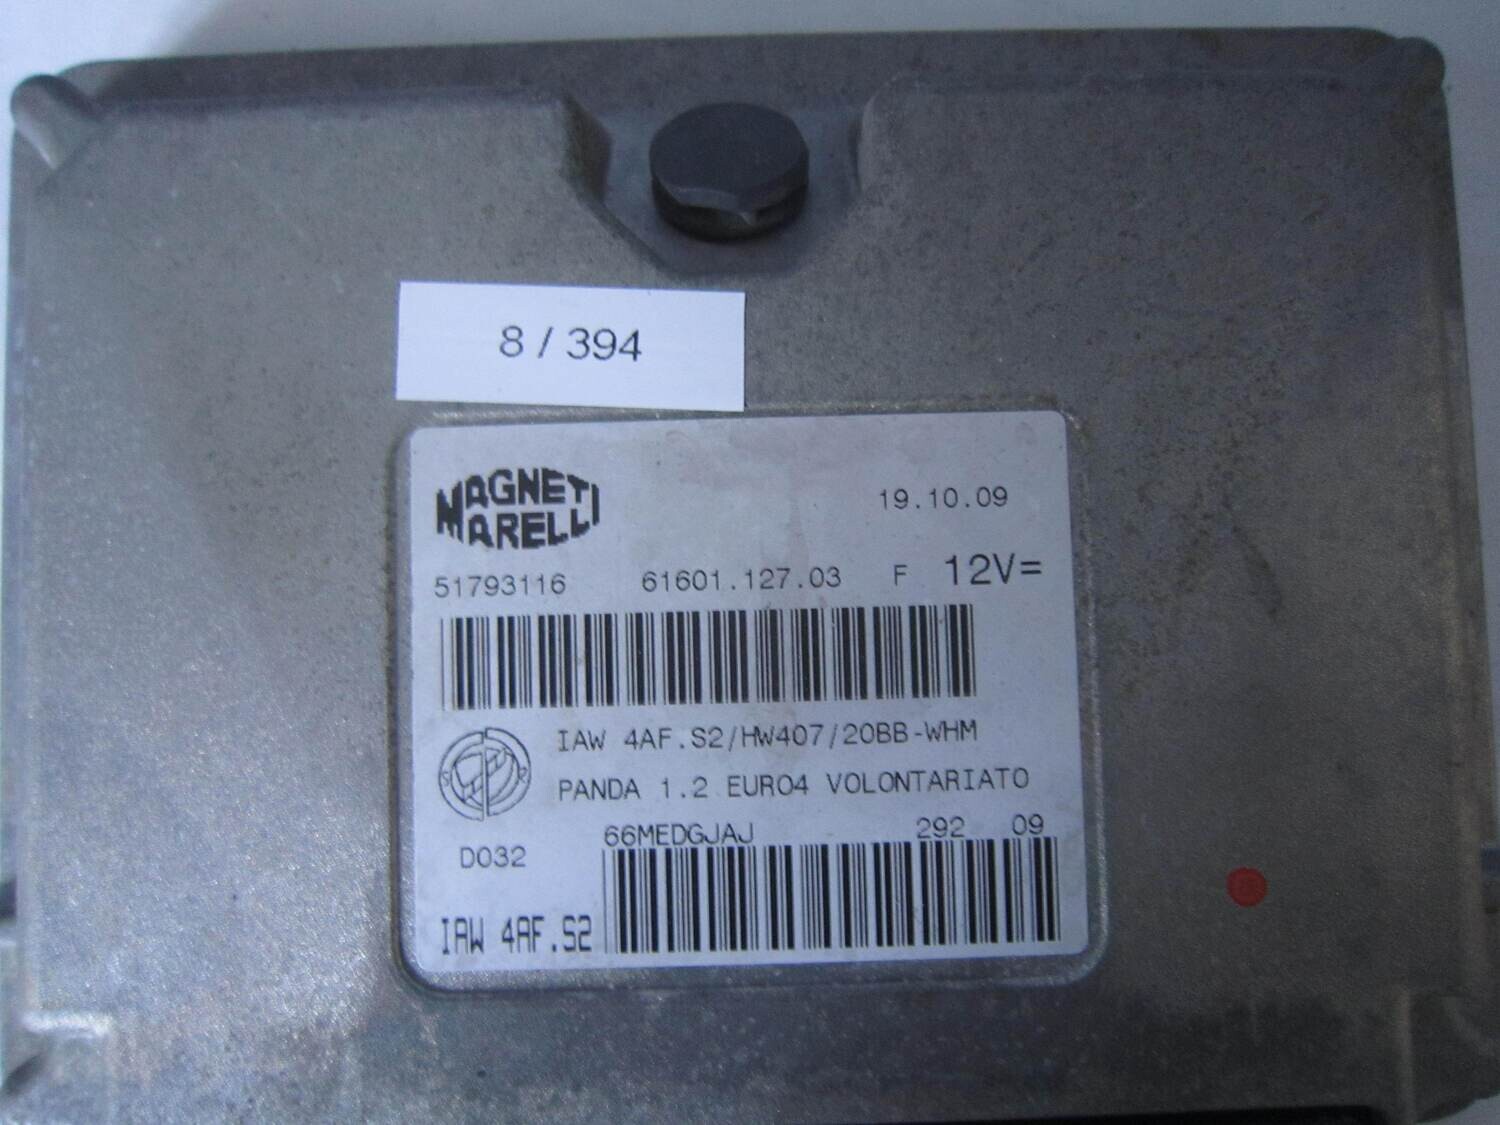 8 / 394
MAGNETI
MARELLI
19.10.09
51793116 61601.127.03 F 12V=
IAW 4AF.S2/HW407/20BB-WHM
PANDA 1.2 EURO4 VOLONTARIATO
66MEDGJAJ 292 09
D032
IAW 4AF.S2